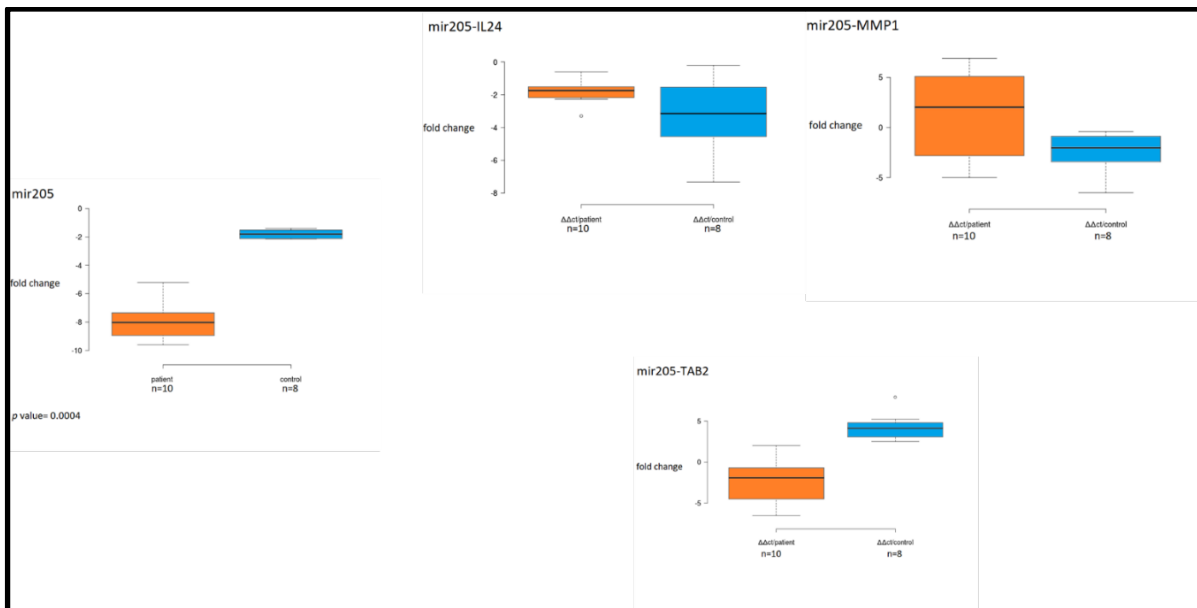 mir205-IL24
0
-2
-4
-6
-8
fold change
ΔΔct/patient
n=10
ΔΔct/control
n=8
mir205-MMP1
5
0
-5
fold change
ΔΔct/patient
n=10
ΔΔct/control
n=8
mir205
0
-2
-4
-6
-8
-10
fold change
patient
n=10
control
n=8
p value= 0.0004
mir205-TAB2
5
0
-5
fold change
ΔΔct/patient
n=10
ΔΔct/control
n=8